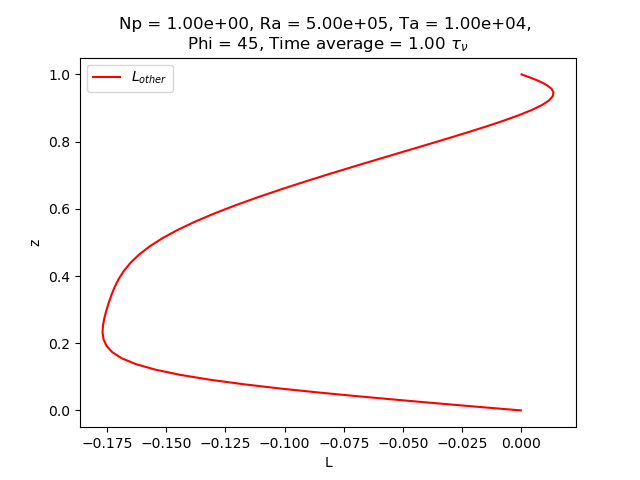 Np = 1.00e+00, Ra = 5.00e+05, Ta = 1.00e+04,
Phi = 45, Time average = 1.00 τ_ν
L_other
1.0
0.8
0.6
0.4
0.2
0.0
z
−0.175 −0.150 −0.125 −0.100 −0.075 −0.050 −0.025 0.000
L